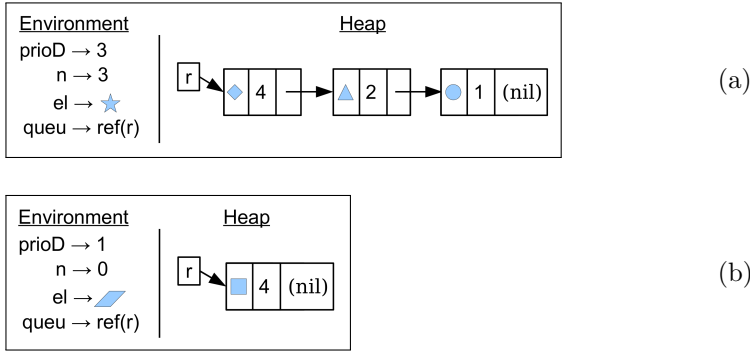 Environment Heap
prioD → 3
n → 3
el →
queu → ref(r)
r 4 2 1 (nil)
(a)
Environment Heap
prioD → 1
n → 0
el →
queu → ref(r)
r 4 (nil)
(b)